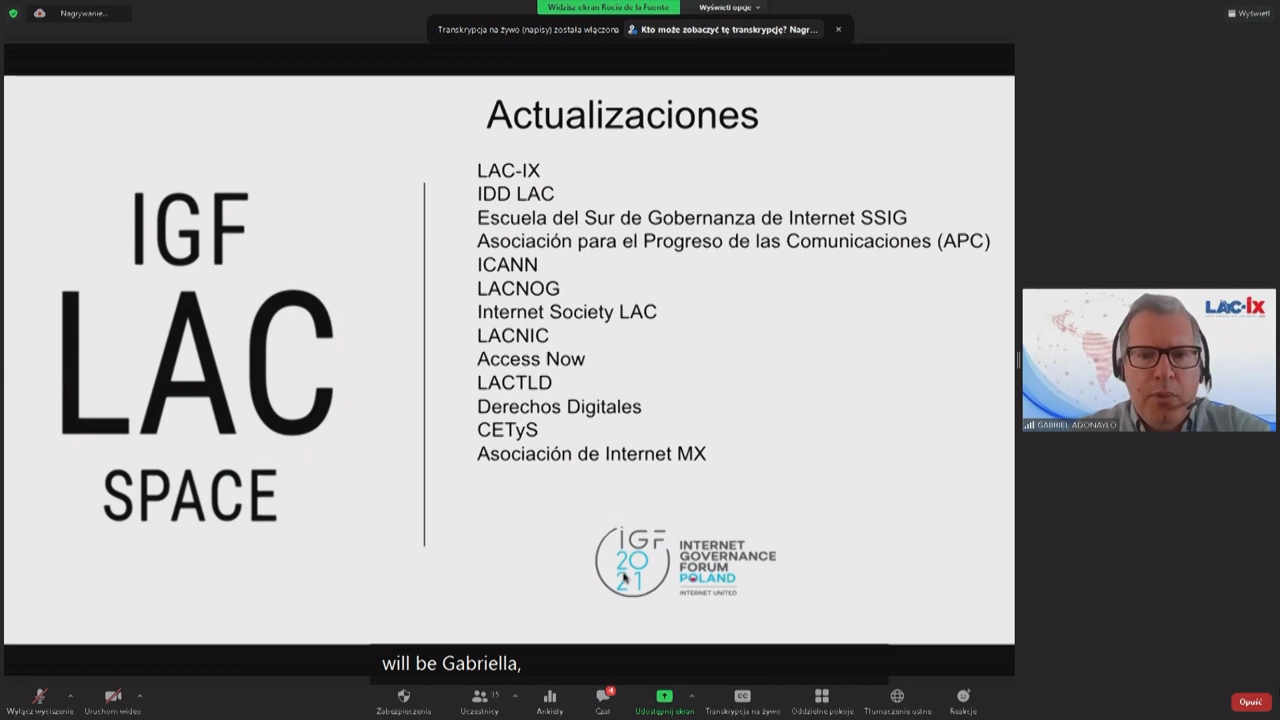 Nagrywanie...
Widzisz ekran Rocío de la Fuente
Wyświetl opcje
Wyświetl
Transkrypcja na żywo (napisy) została włączona
Kto może zobaczyć tę transkrypcję? Nagr...
Actualizaciones
IGF
LAC
SPACE
LAC-IX
IDD LAC
Escuela del Sur de Gobernanza de Internet SSIG
Asociación para el Progreso de las Comunicaciones (APC)
ICANN
LACNOG
Internet Society LAC
LACNIC
Access Now
LACTLD
Derechos Digitales
CETyS
Asociación de Internet MX
IGF
20
21
INTERNET
GOVERNANCE
FORUM
POLAND
INTERNET UNITED
LAC-IX
GABRIEL ADONAYLO
will be Gabriella,
Wyłącz wyciszenie
Uruchom wideo
Zabezpieczenia
Uczestnicy
35
Ankiety
Czat
4
Udostępnij ekran
Transkrypcja na żywo
Oddzielne pokoje
Tłumaczenie ustne
Reakcje
Opuść